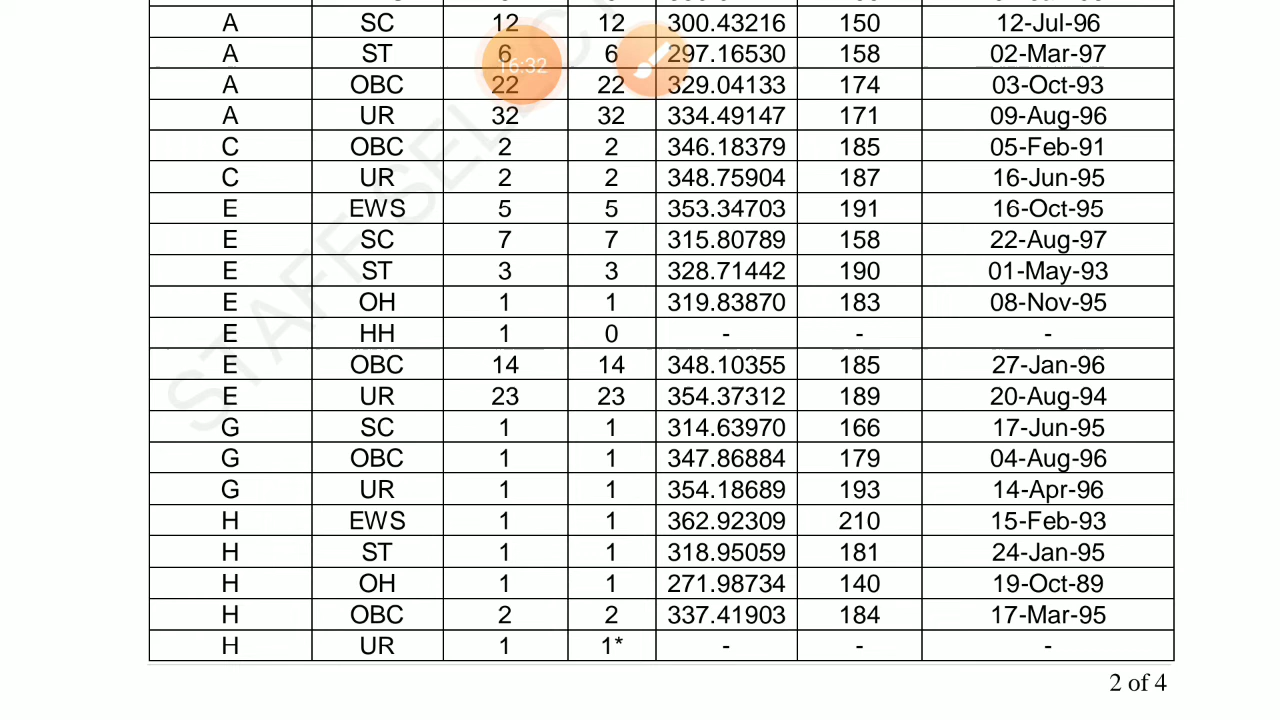 A SC 12 12 300.43216 150 12-Jul-96
A ST 6 6 297.16530 158 02-Mar-97
16:32
A OBC 22 22 329.04133 174 03-Oct-93
A UR 32 32 334.49147 171 09-Aug-96
C OBC 2 2 346.18379 185 05-Feb-91
C UR 2 2 348.75904 187 16-Jun-95
E EWS 5 5 353.34703 191 16-Oct-95
E SC 7 7 315.80789 158 22-Aug-97
E ST 3 3 328.71442 190 01-May-93
E OH 1 1 319.83870 183 08-Nov-95
E HH 1 0 - - -
E OBC 14 14 348.10355 185 27-Jan-96
E UR 23 23 354.37312 189 20-Aug-94
G SC 1 1 314.63970 166 17-Jun-95
G OBC 1 1 347.86884 179 04-Aug-96
G UR 1 1 354.18689 193 14-Apr-96
H EWS 1 1 362.92309 210 15-Feb-93
H ST 1 1 318.95059 181 24-Jan-95
H OH 1 1 271.98734 140 19-Oct-89
H OBC 2 2 337.41903 184 17-Mar-95
H UR 1 1* - - -
2 of 4
STAFF